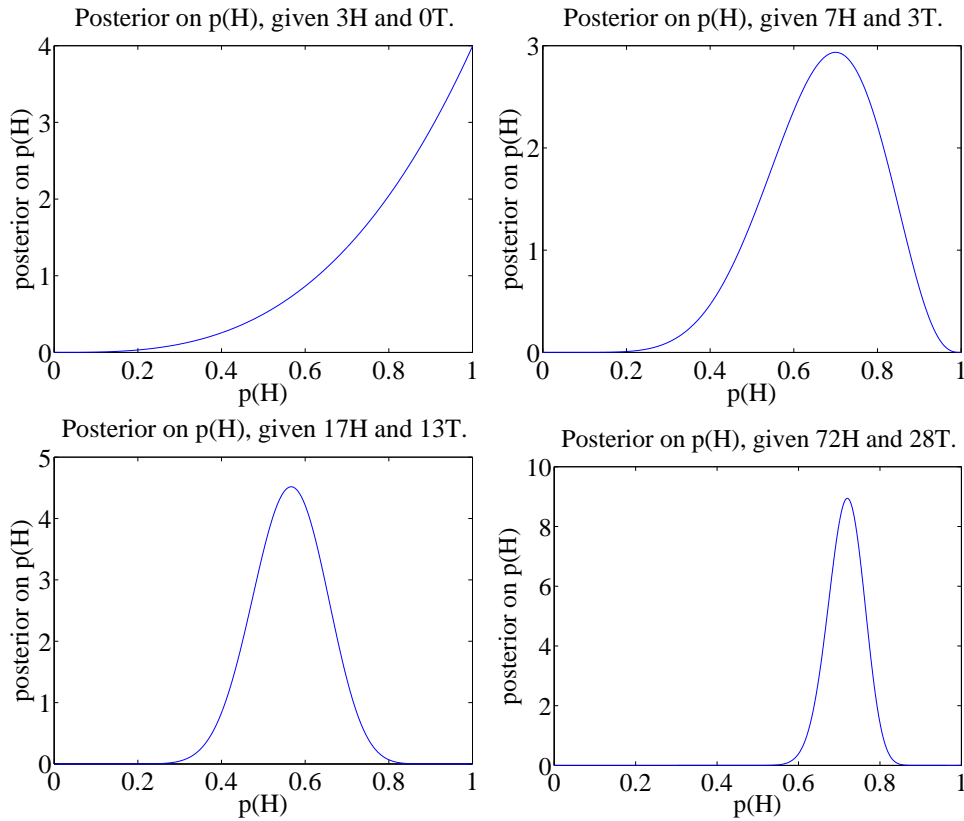 Posterior on p(H), given 3H and 0T.
4
3
2
1
0
posterior on p(H)
0 0.2 0.4 0.6 0.8 1
p(H)
Posterior on p(H), given 7H and 3T.
3
2
1
0
posterior on p(H)
0 0.2 0.4 0.6 0.8 1
p(H)
Posterior on p(H), given 17H and 13T.
5
4
3
2
1
0
posterior on p(H)
0 0.2 0.4 0.6 0.8 1
p(H)
Posterior on p(H), given 72H and 28T.
10
8
6
4
2
0
posterior on p(H)
0 0.2 0.4 0.6 0.8 1
p(H)